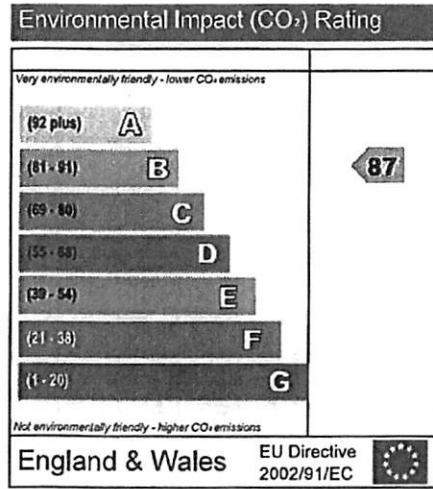 Environmental Impact (CO₂) Rating
Very environmentally friendly - lower CO₂ emissions
(92 plus) A
(81 - 91) B
87
(69 - 80) C
(55 - 68) D
(39 - 54) E
(21 - 38) F
(1 - 20) G
Not environmentally friendly - higher CO₂ emissions
England & Wales
EU Directive
2002/91/EC